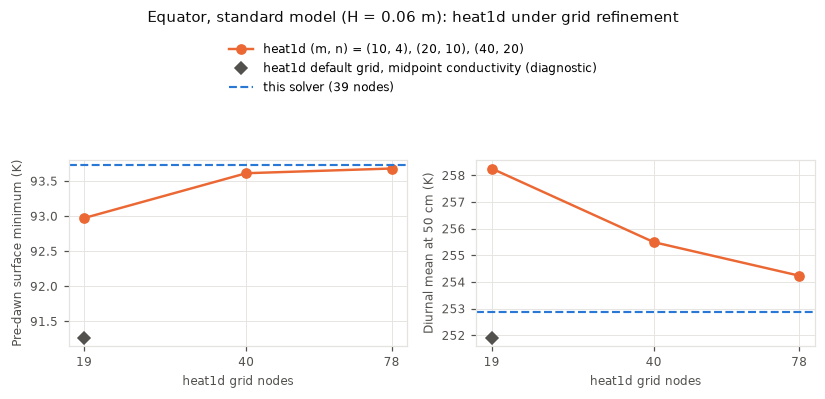 Equator, standard model (H = 0.06 m): heat1d under grid refinement
heat1d (m, n) = (10, 4), (20, 10), (40, 20)
heat1d default grid, midpoint conductivity (diagnostic)
this solver (39 nodes)
Pre-dawn surface minimum (K)
93.5
93.0
92.5
92.0
91.5
19
40
78
heat1d grid nodes
Diurnal mean at 50 cm (K)
258
257
256
255
254
253
252
19
40
78
heat1d grid nodes